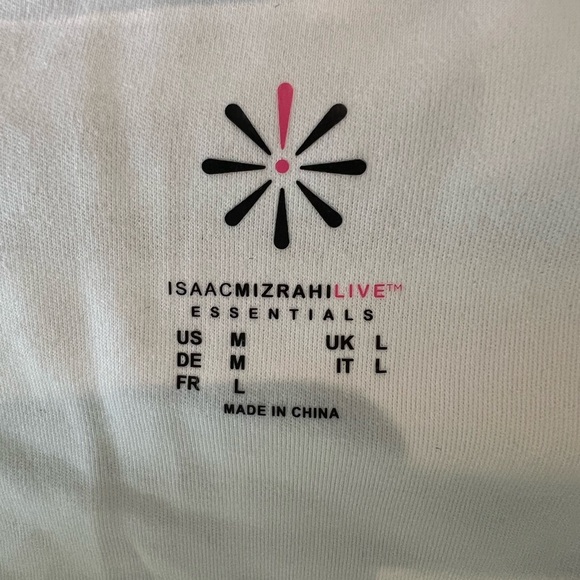 ISAACMIZRAHILIVE™
ESSENTIALS
US M UK L
DE M IT L
FR L
MADE IN CHINA